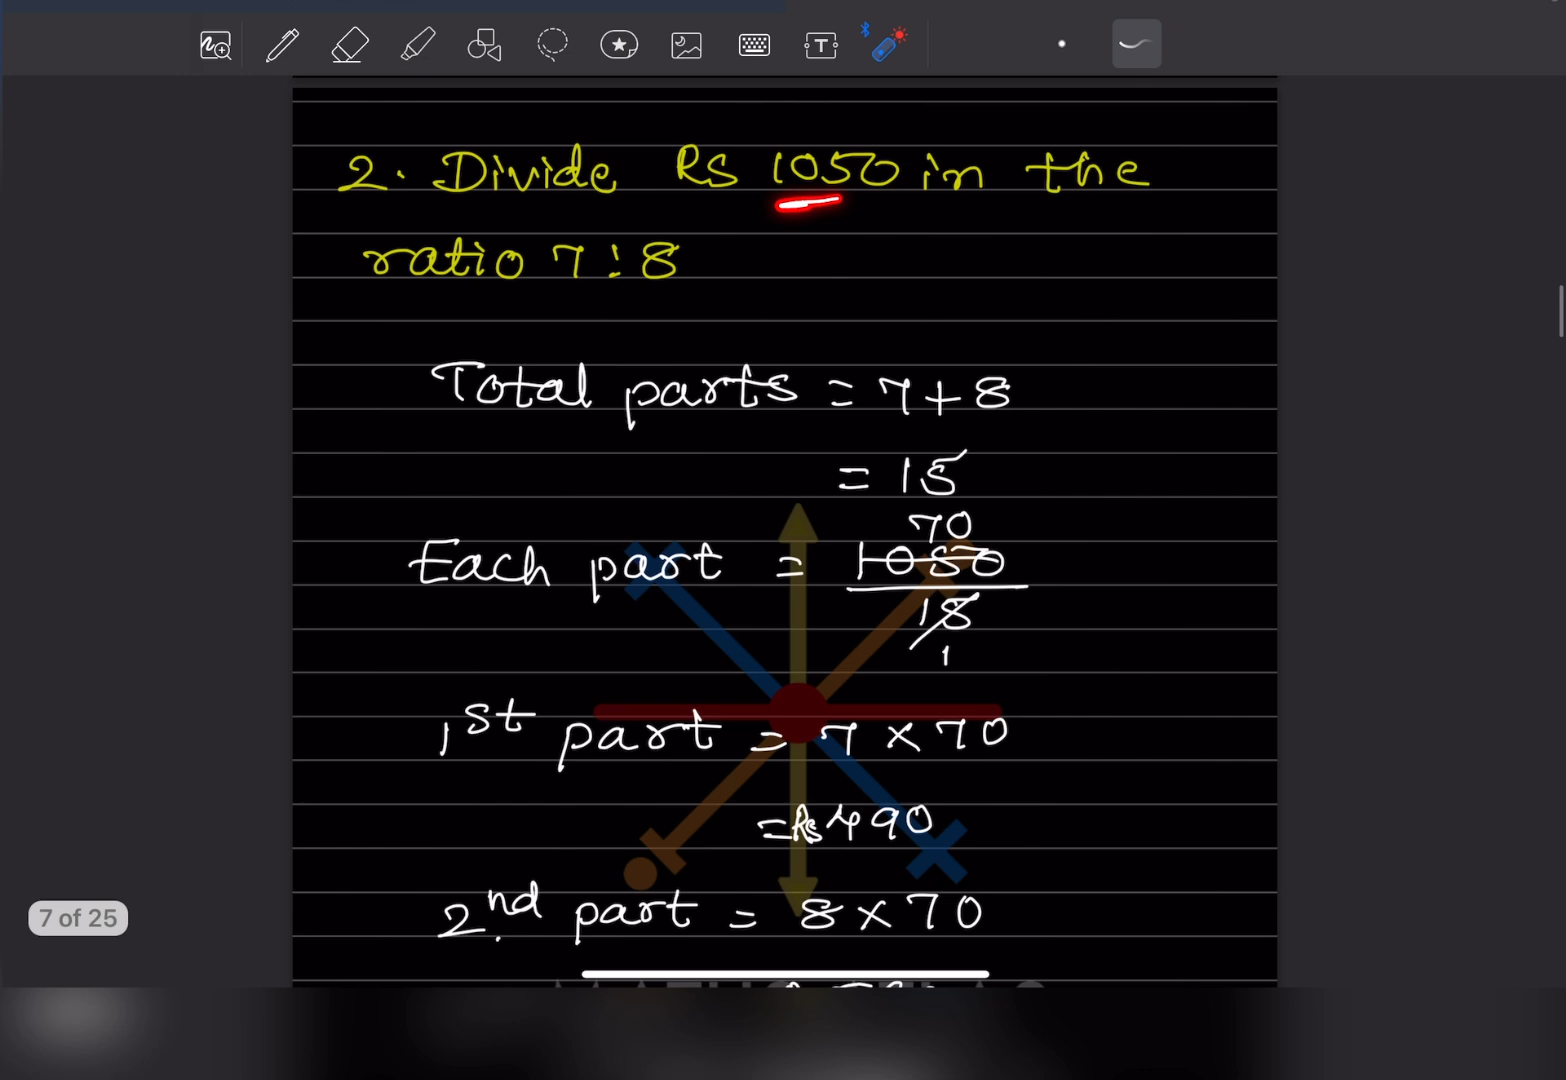 2. Divide Rs 1050 in the
ratio 7:8
Total parts = 7+8
= 15
70
Each part = 1050
15
1
1st part = 7 × 70
= Rs 490
7 of 25
2nd part = 8 × 70